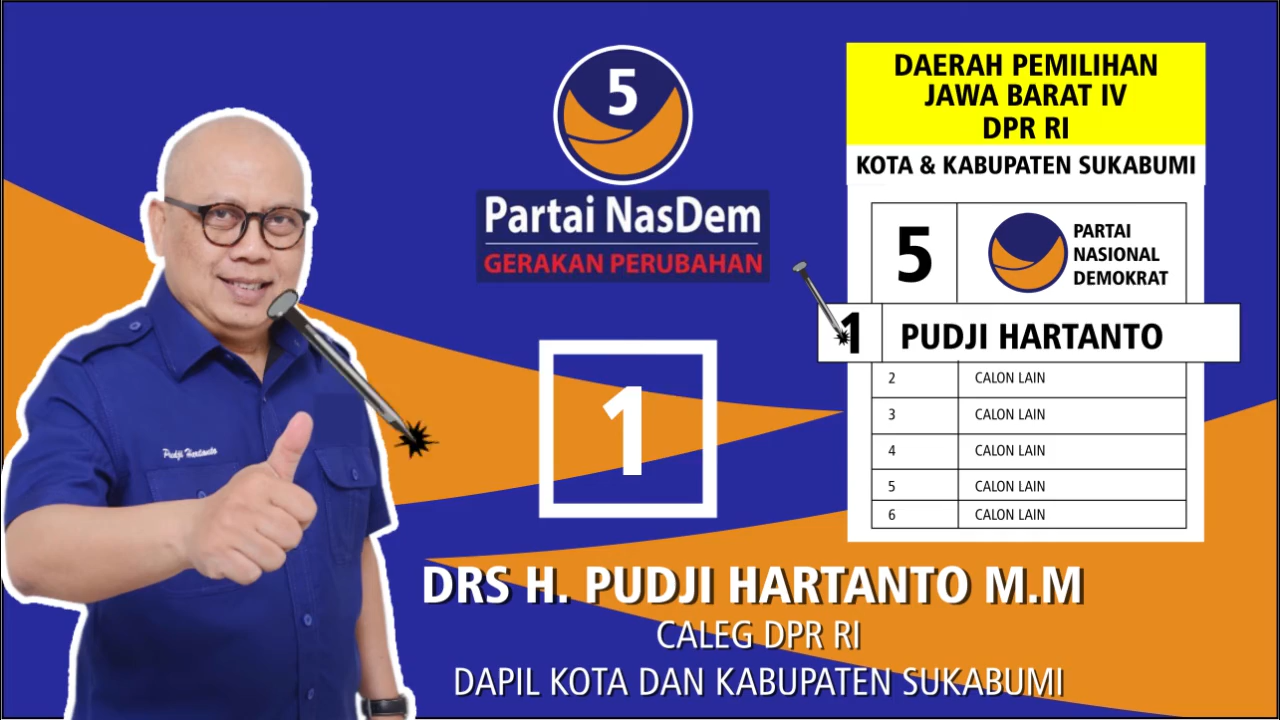 5
Partai NasDem
GERAKAN PERUBAHAN
1
Pudji Hartanto
DAERAH PEMILIHAN
JAWA BARAT IV
DPR RI
KOTA & KABUPATEN SUKABUMI
5 PARTAI
NASIONAL
DEMOKRAT
1 PUDJI HARTANTO
2 CALON LAIN
3 CALON LAIN
4 CALON LAIN
5 CALON LAIN
6 CALON LAIN
DRS H. PUDJI HARTANTO M.M
CALEG DPR RI
DAPIL KOTA DAN KABUPATEN SUKABUMI